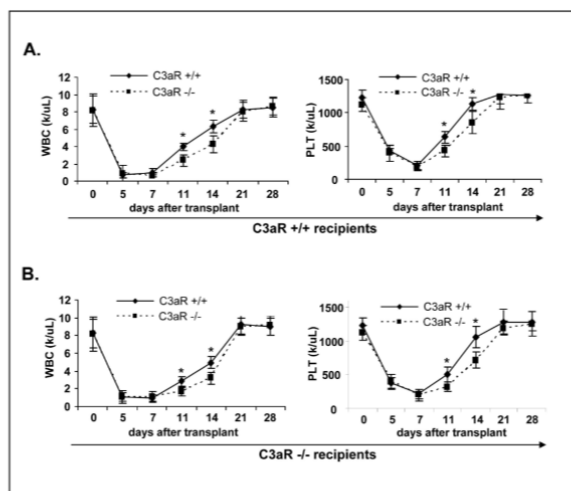 A.
C3aR +/+
C3aR -/-
WBC (k/uL)
12
10
8
6
4
2
0
* *
0 5 7 11 14 21 28
days after transplant
C3aR +/+
C3aR -/-
PLT (k/uL)
1500
1000
500
0
* *
0 5 7 11 14 21 28
days after transplant
C3aR +/+ recipients
B.
C3aR +/+
C3aR -/-
WBC (k/uL)
12
10
8
6
4
2
0
* *
0 5 7 11 14 21 28
days after transplant
C3aR +/+
C3aR -/-
PLT (k/uL)
1500
1000
500
0
* *
0 5 7 11 14 21 28
days after transplant
C3aR -/- recipients